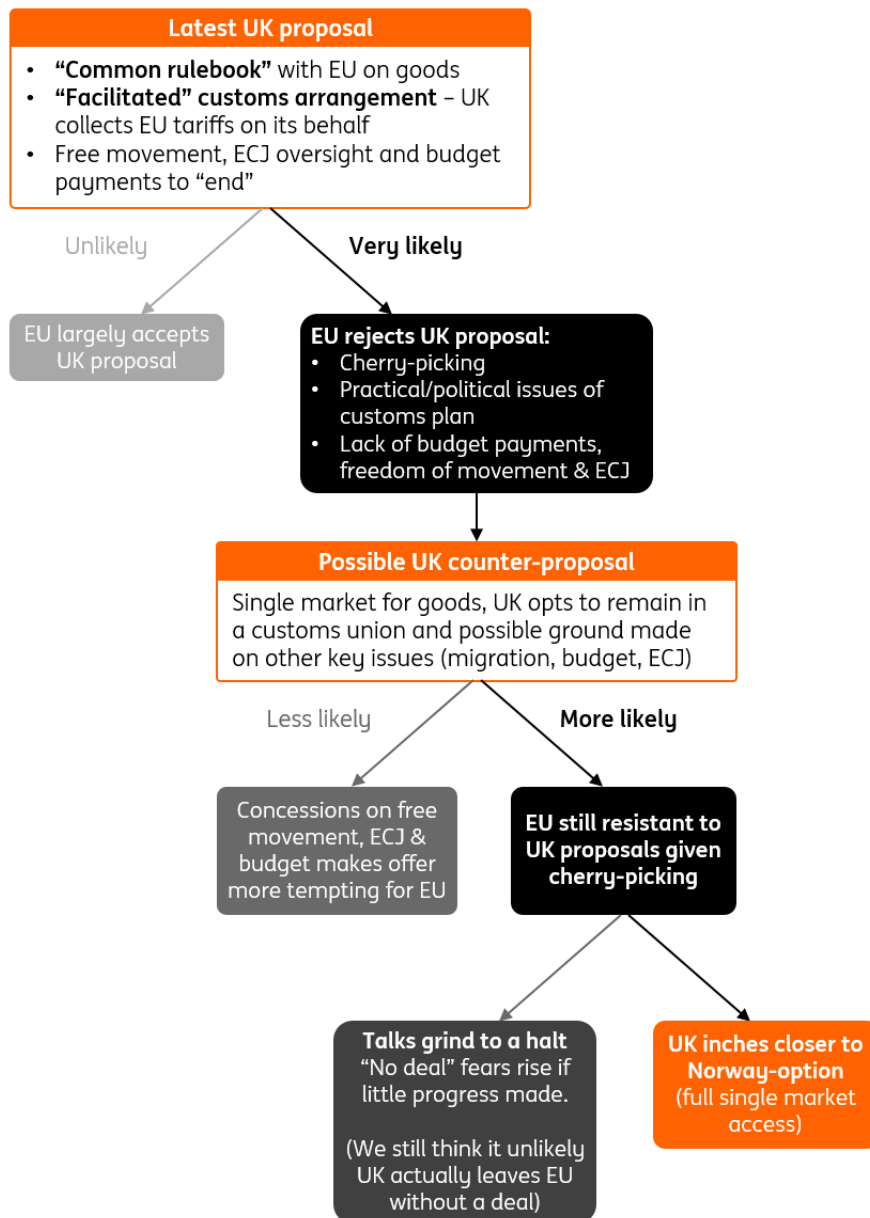 Latest UK proposal
• “Common rulebook” with EU on goods
• “Facilitated” customs arrangement – UK
collects EU tariffs on its behalf
• Free movement, ECJ oversight and budget
payments to “end”
Unlikely
Very likely
EU largely accepts
UK proposal
EU rejects UK proposal:
• Cherry-picking
• Practical/political issues of
customs plan
• Lack of budget payments,
freedom of movement & ECJ
Possible UK counter-proposal
Single market for goods, UK opts to remain in
a customs union and possible ground made
on other key issues (migration, budget, ECJ)
Less likely
More likely
Concessions on free
movement, ECJ &
budget makes offer
more tempting for EU
EU still resistant to
UK proposals given
cherry-picking
Talks grind to a halt
“No deal” fears rise if
little progress made.
(We still think it unlikely
UK actually leaves EU
without a deal)
UK inches closer to
Norway-option
(full single market
access)